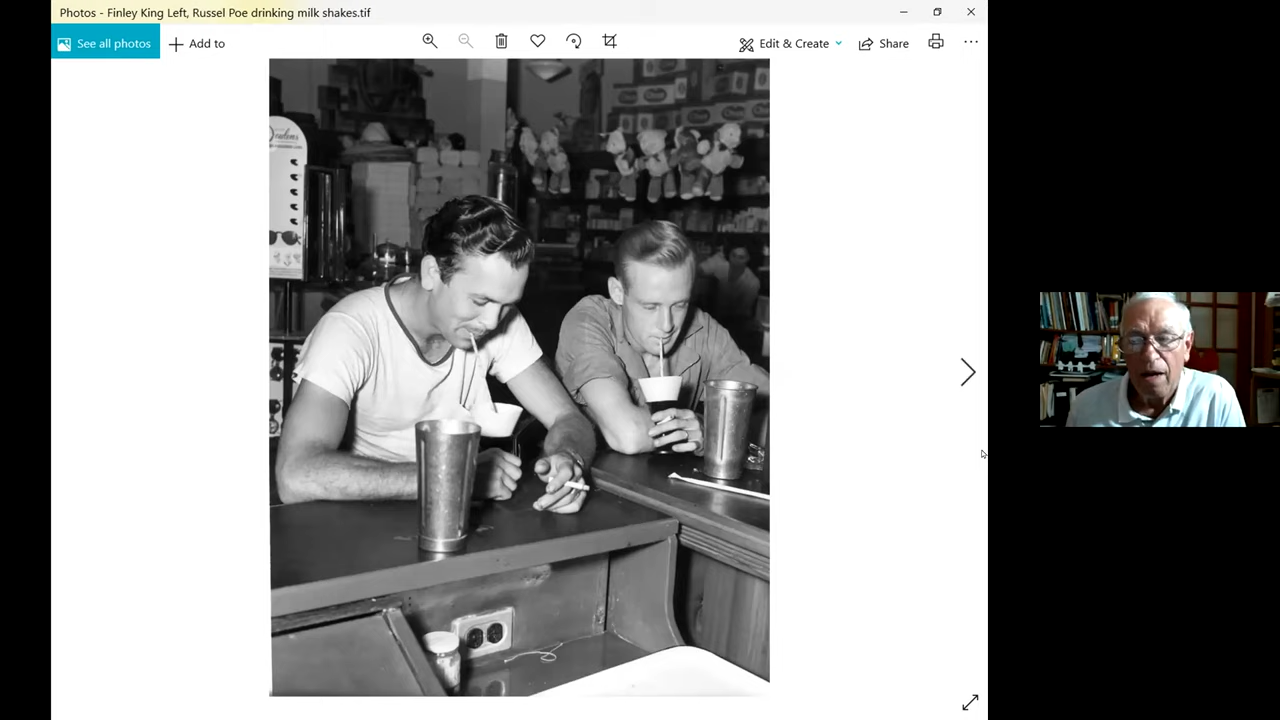 Photos - Finley King Left, Russel Poe drinking milk shakes.tif
See all photos
Add to
Edit & Create
Share